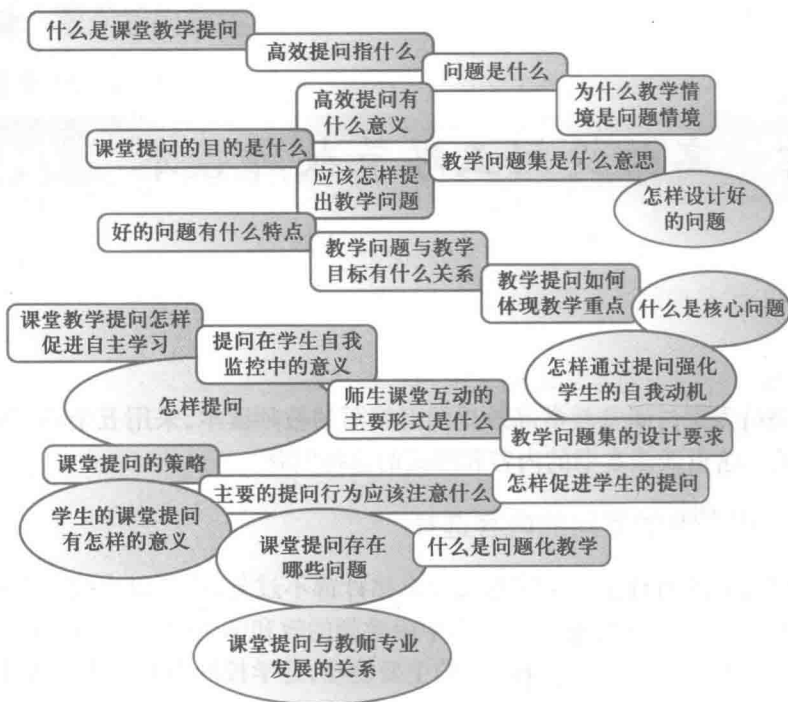 什么是课堂教学提问
高效提问指什么
问题是什么
为什么教学情
境是问题情境
高效提问有
什么意义
课堂提问的目的是什么
教学问题集是什么意思
应该怎样提
出教学问题
怎样设计好
的问题
好的问题有什么特点
教学问题与教学
目标有什么关系
教学提问如何
体现教学重点
什么是核心问题
课堂教学提问怎样
促进自主学习
提问在学生自我
监控中的意义
怎样通过提问强化
学生的自我动机
怎样提问
师生课堂互动的
主要形式是什么
教学问题集的设计要求
课堂提问的策略
主要的提问行为应该注意什么
怎样促进学生的提问
学生的课堂提问
有怎样的意义
课堂提问存在
哪些问题
什么是问题化教学
课堂提问与教师专业
发展的关系